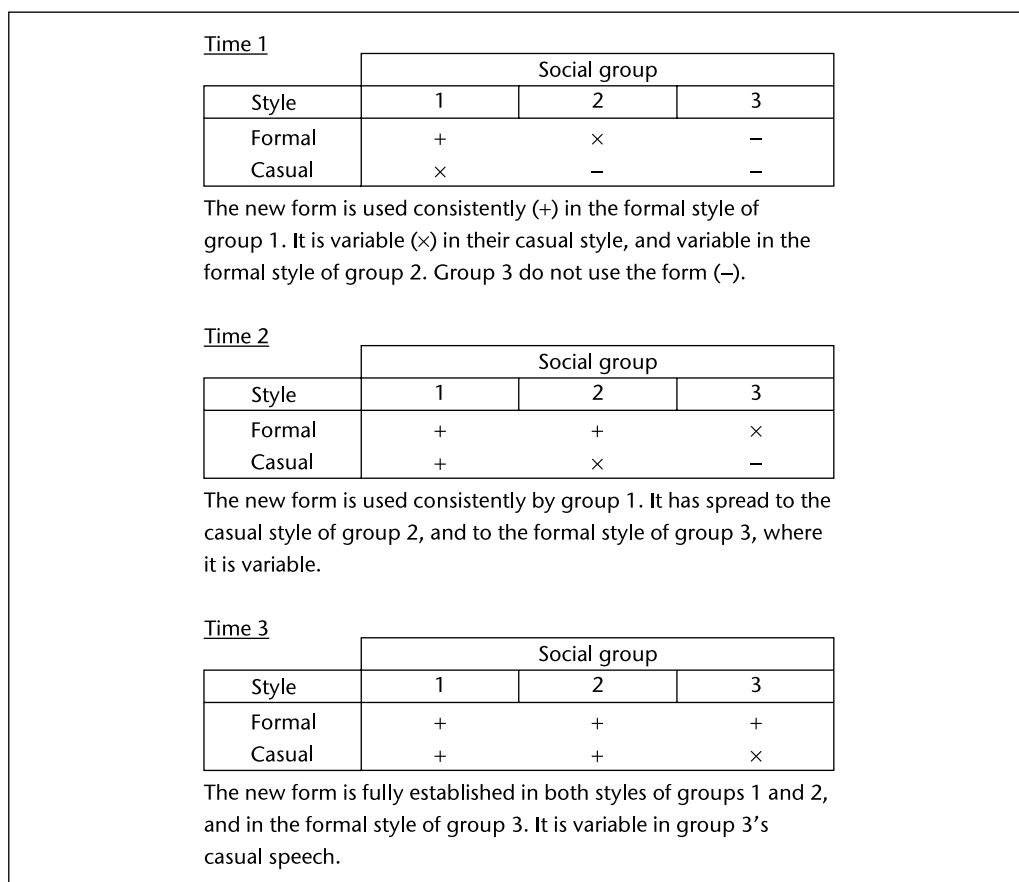 Time 1
Social group
Style 1 2 3
Formal + × −
Casual × − −
The new form is used consistently (+) in the formal style of
group 1. It is variable (×) in their casual style, and variable in the
formal style of group 2. Group 3 do not use the form (−).
Time 2
Social group
Style 1 2 3
Formal + + ×
Casual + × −
The new form is used consistently by group 1. It has spread to the
casual style of group 2, and to the formal style of group 3, where
it is variable.
Time 3
Social group
Style 1 2 3
Formal + + +
Casual + + ×
The new form is fully established in both styles of groups 1 and 2,
and in the formal style of group 3. It is variable in group 3′s
casual speech.